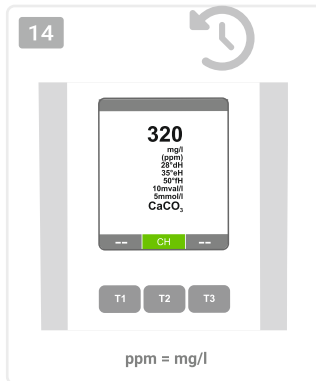 14
320
mg/l
(ppm)
28°dH
35°eH
50°fH
10mval/l
5mmol/l
CaCO₃
-- CH --
T1 T2 T3
ppm = mg/l